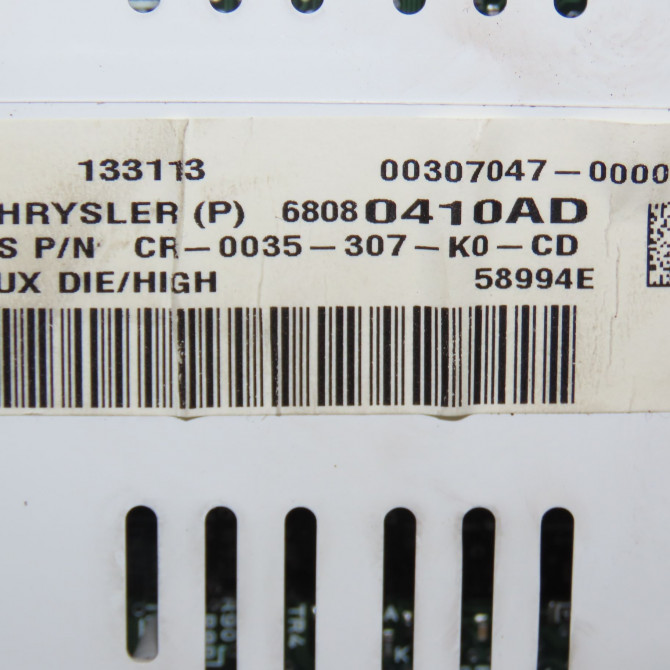 133113 00307047-0000
HRYSLER (P) 68080410AD
S P/N CR-0035-307-K0-CD
UX DIE/HIGH 58994E